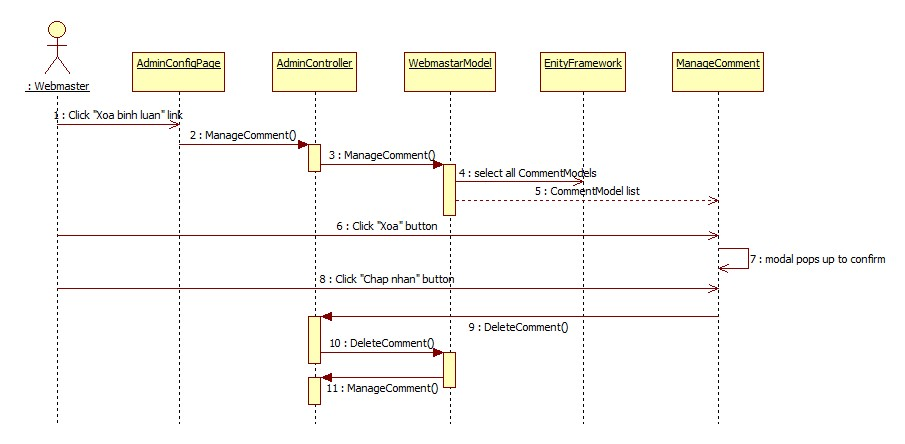 AdminConfigPage
AdminController
WebmastarModel
EnityFramework
ManageComment
: Webmaster
1 : Click "Xoa binh luan" link
2 : ManageComment()
3 : ManageComment()
4 : select all CommentModels
5 : CommentModel list
6 : Click "Xoa" button
7 : modal pops up to confirm
8 : Click "Chap nhan" button
9 : DeleteComment()
10 : DeleteComment()
11 : ManageComment()